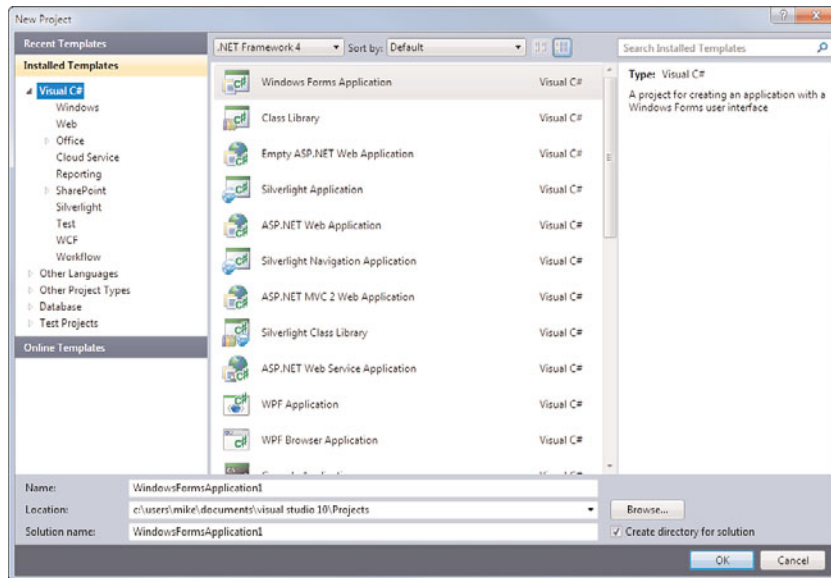 New Project
Recent Templates
Installed Templates
Visual C#
Windows
Web
Office
Cloud Service
Reporting
SharePoint
Silverlight
Test
WCF
Workflow
Other Languages
Other Project Types
Database
Test Projects
Online Templates
.NET Framework 4 Sort by: Default
Windows Forms Application Visual C#
Class Library Visual C#
Empty ASP.NET Web Application Visual C#
Silverlight Application Visual C#
ASP.NET Web Application Visual C#
Silverlight Navigation Application Visual C#
ASP.NET MVC 2 Web Application Visual C#
Silverlight Class Library Visual C#
ASP.NET Web Service Application Visual C#
WPF Application Visual C#
WPF Browser Application Visual C#
Search Installed Templates
Type: Visual C#
A project for creating an application with a
Windows Forms user interface
Name: WindowsFormsApplication1
Location: c:\users\mike\documents\visual studio 10\Projects Browse...
Solution name: WindowsFormsApplication1 Create directory for solution
OK Cancel